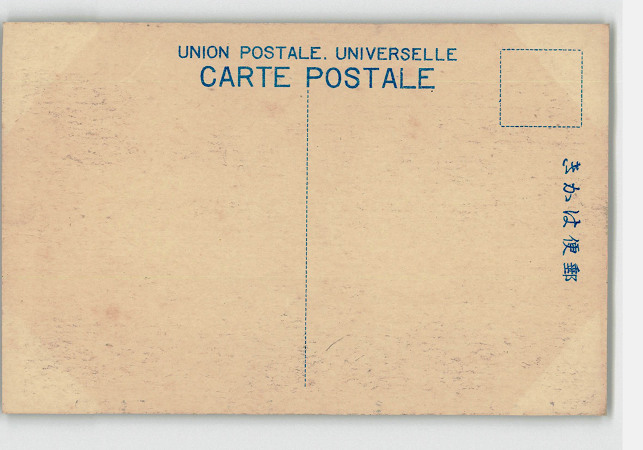 UNION POSTALE. UNIVERSELLE
CARTE POSTALE
きかは便郵